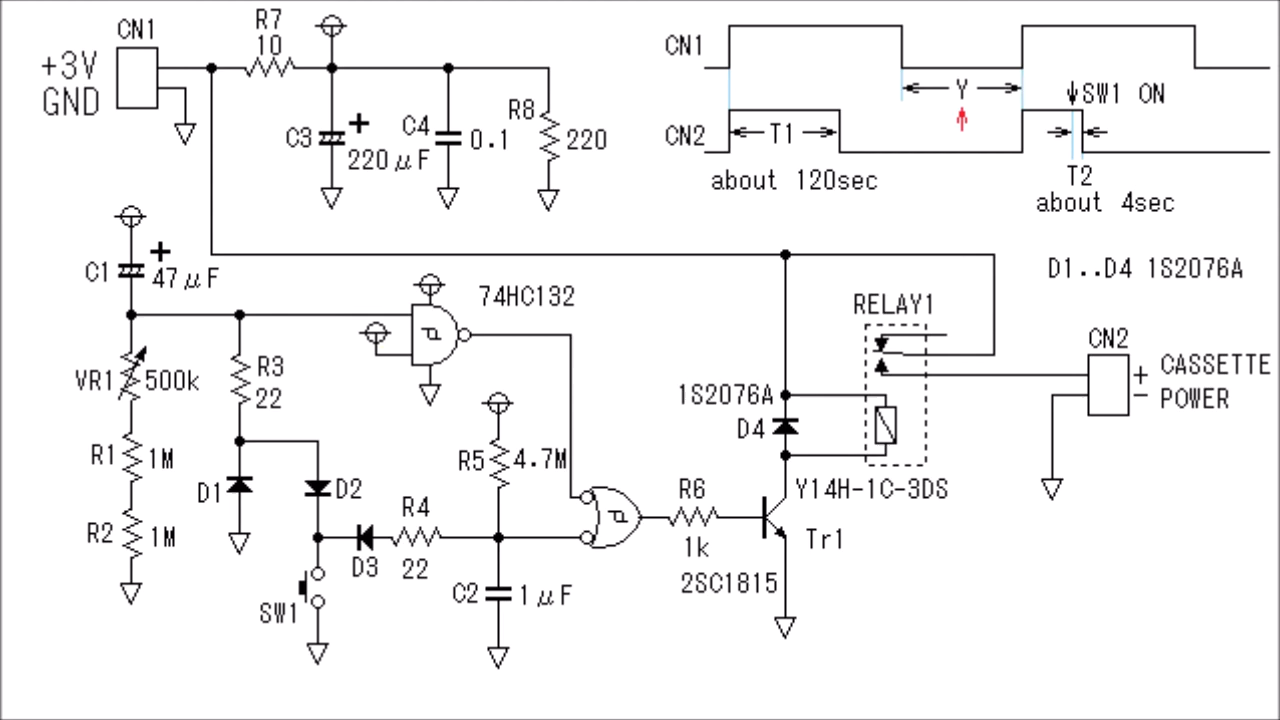 CN1
+3V
GND
R7
10
C3
+
220μF
C4
0.1
R8
220
CN1
Y
SW1 ON
CN2
T1
about 120sec
T2
about 4sec
D1..D4 1S2076A
C1
+
47μF
74HC132
RELAY1
CN2
+ CASSETTE
- POWER
VR1
500k
R3
22
1S2076A
D4
R1
1M
R5
4.7M
D1
D2
R4
22
D3
R6
1k
Y14H-1C-3DS
Tr1
2SC1815
R2
1M
SW1
C2
1μF